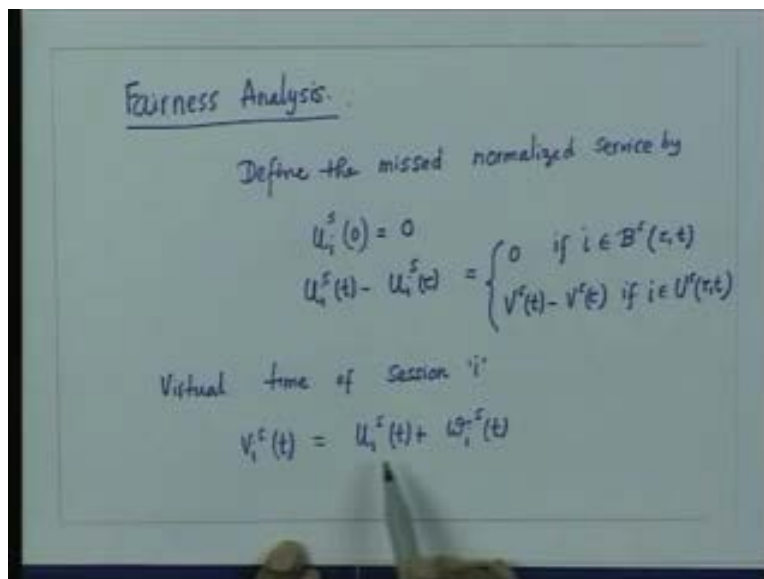 Fairness Analysis.
Define the missed normalized service by
u_i^s(0) = 0
u_i^s(t) - u_i^s(τ) = { 0 if i ∈ B^s(τ,t)
V^s(t) - V^s(τ) if i ∈ U^s(τ,t)
Virtual time of session 'i'
V_i^s(t) = u_i^s(t) + ω_i^s(t)